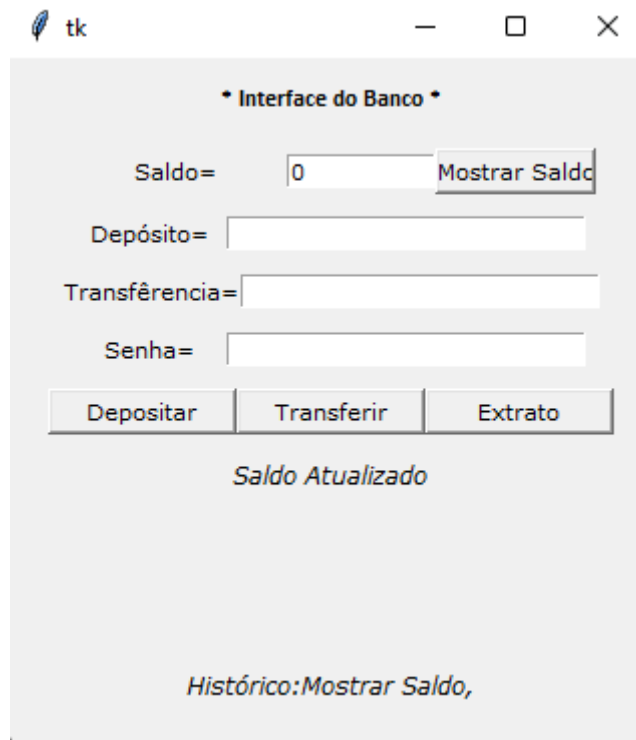 tk
* Interface do Banco *
Saldo= 0 Mostrar Saldo
Depósito=
Transfêrencia=
Senha=
Depositar Transferir Extrato
Saldo Atualizado
Histórico:Mostrar Saldo,